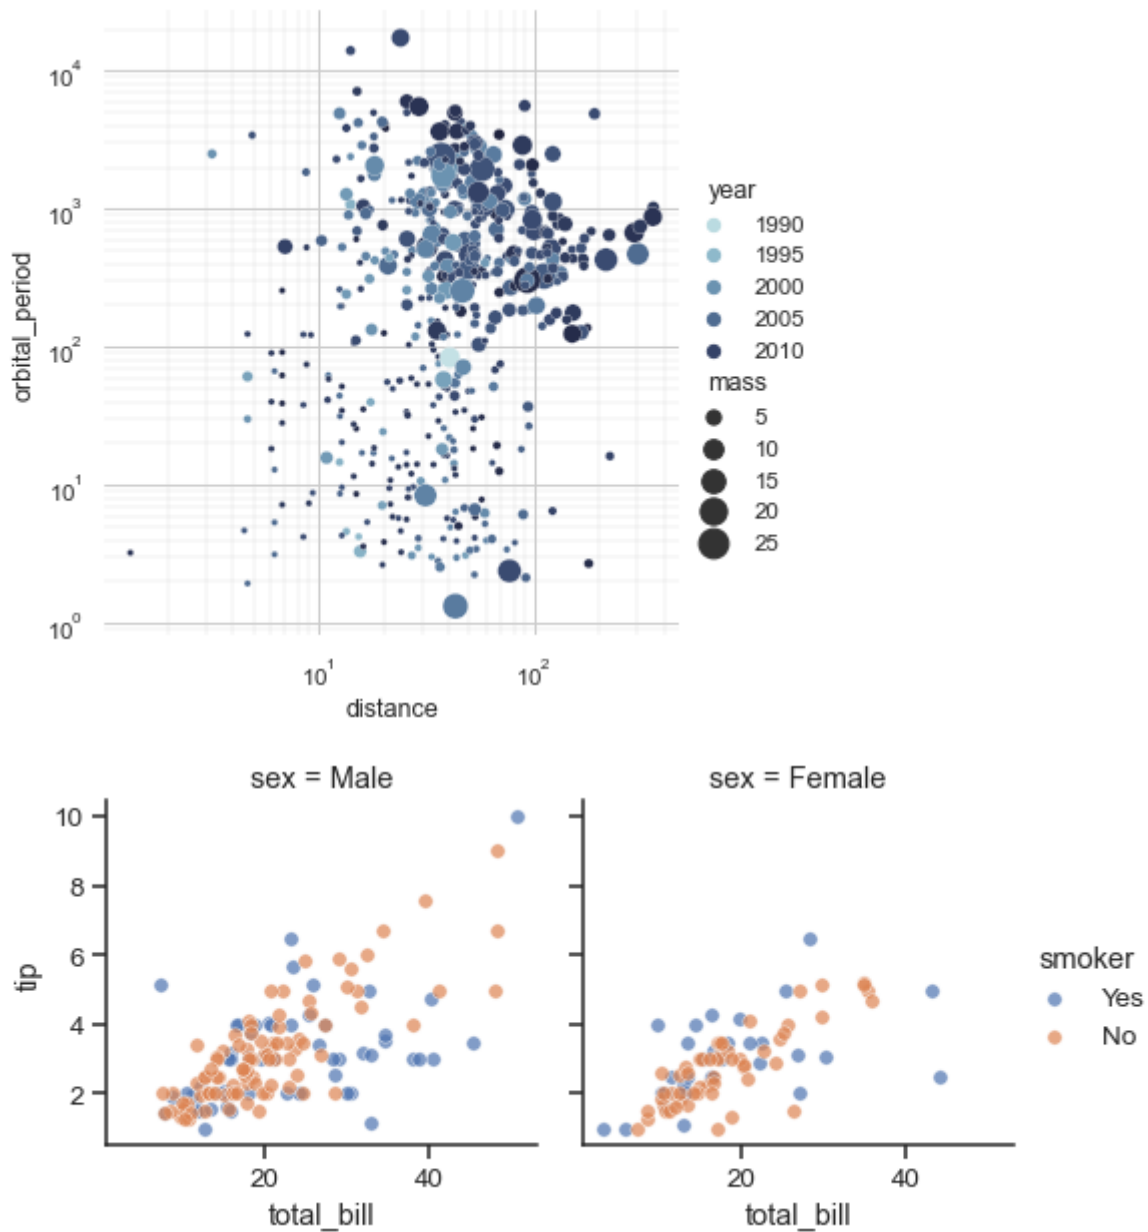 10⁴
10³
10²
10¹
10⁰
orbital_period
10¹ 10²
distance
year
1990
1995
2000
2005
2010
mass
5
10
15
20
25
sex = Male
10
8
6
4
2
tip
20 40
total_bill
sex = Female
20 40
total_bill
smoker
Yes
No